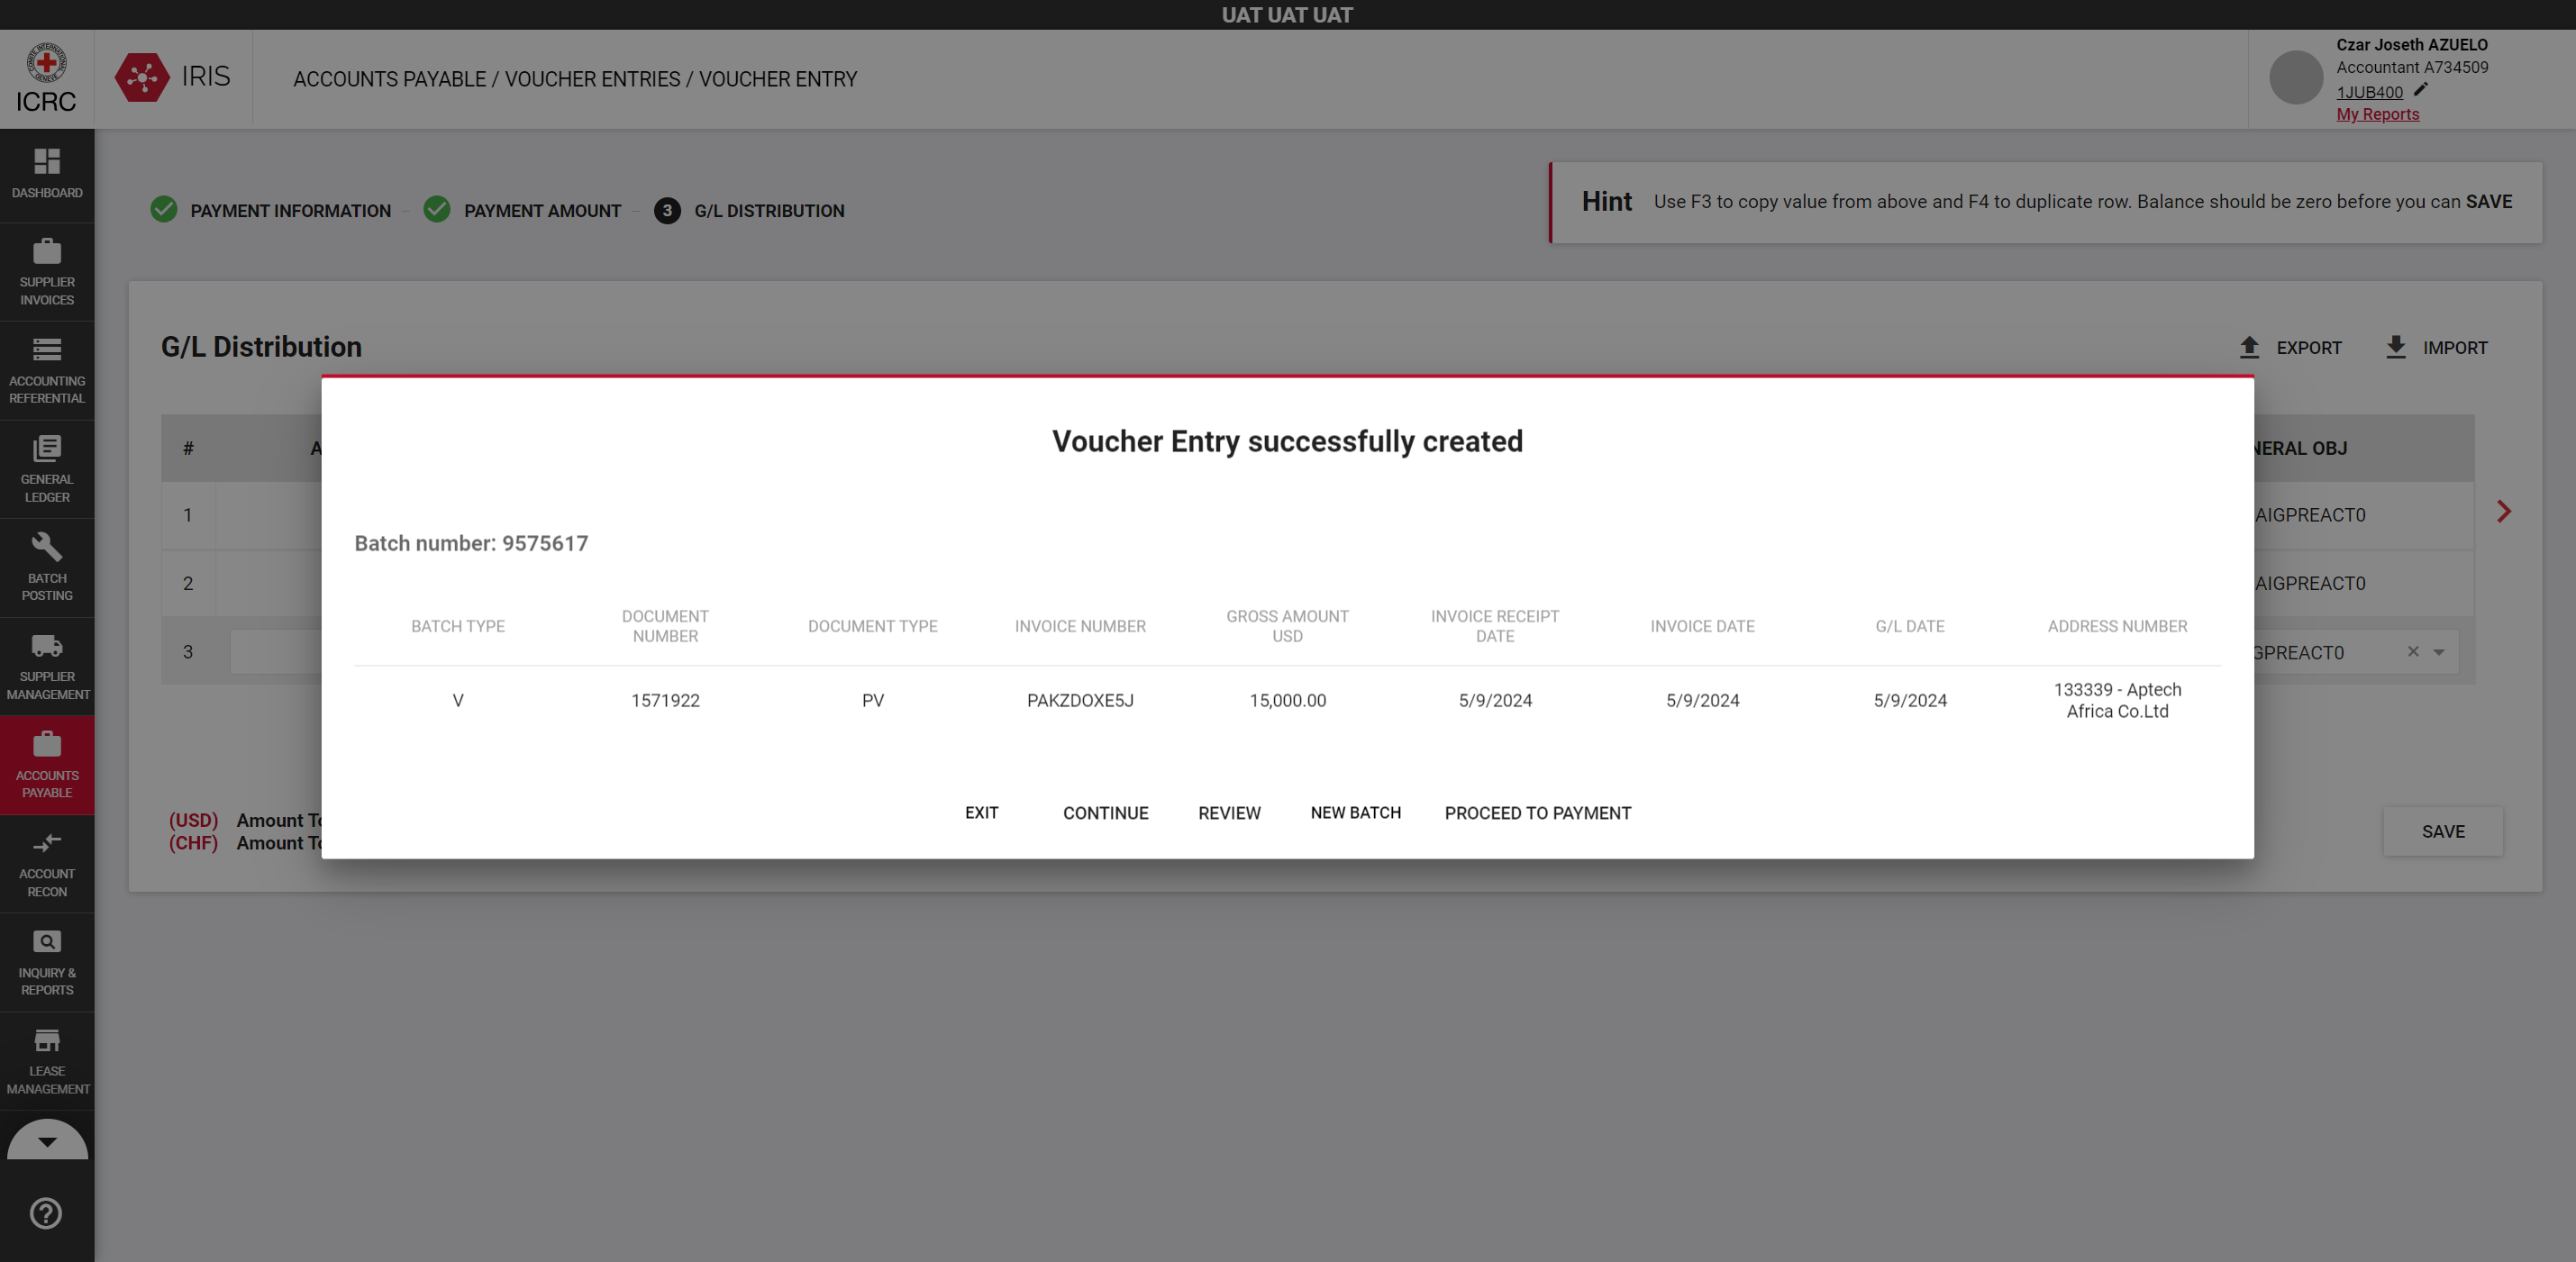 UAT UAT UAT
ICRC
IRIS
ACCOUNTS PAYABLE / VOUCHER ENTRIES / VOUCHER ENTRY
Czar Joseth AZUELO
Accountant A734509
1JUB400
My Reports
DASHBOARD
SUPPLIER
INVOICES
ACCOUNTING
REFERENTIAL
GENERAL
LEDGER
BATCH
POSTING
SUPPLIER
MANAGEMENT
ACCOUNTS
PAYABLE
ACCOUNT
RECON
INQUIRY &
REPORTS
LEASE
MANAGEMENT
PAYMENT INFORMATION
PAYMENT AMOUNT
3 G/L DISTRIBUTION
Hint Use F3 to copy value from above and F4 to duplicate row. Balance should be zero before you can SAVE
G/L Distribution
EXPORT
IMPORT
# A NERAL OBJ
1 AIGPREACT0
2 AIGPREACT0
3 GPREACT0
Voucher Entry successfully created
Batch number: 9575617
BATCH TYPE DOCUMENT NUMBER DOCUMENT TYPE INVOICE NUMBER GROSS AMOUNT USD INVOICE RECEIPT DATE INVOICE DATE G/L DATE ADDRESS NUMBER
V 1571922 PV PAKZDOXE5J 15,000.00 5/9/2024 5/9/2024 5/9/2024 133339 - Aptech Africa Co.Ltd
EXIT CONTINUE REVIEW NEW BATCH PROCEED TO PAYMENT
(USD) Amount To
(CHF) Amount To
SAVE